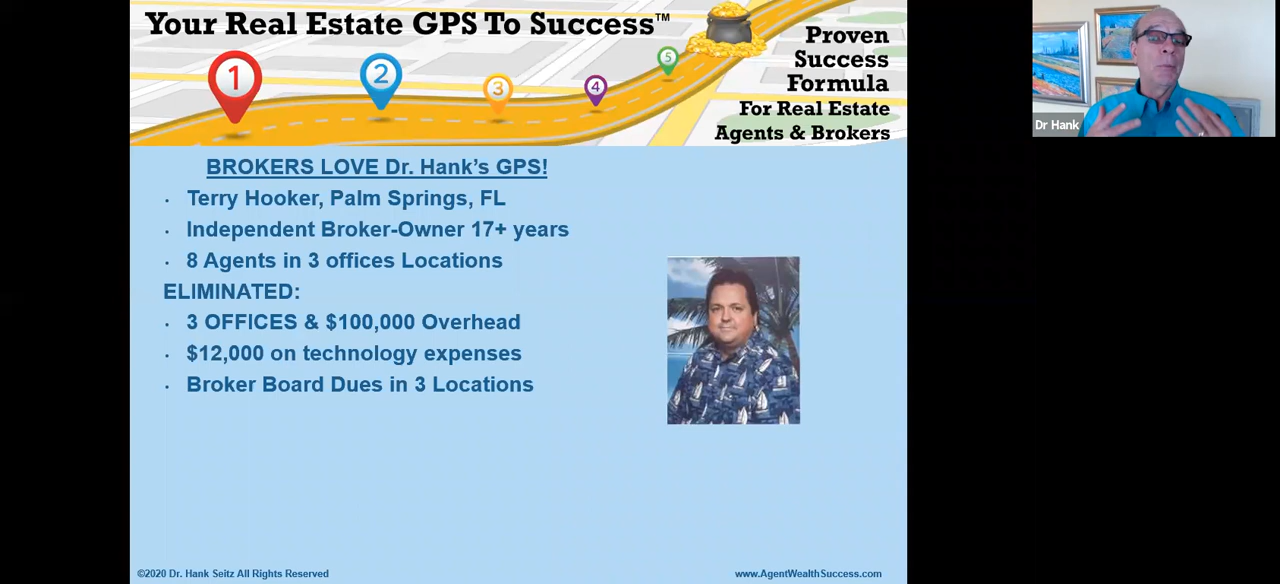 Your Real Estate GPS To Success™
1
2
3
4
5
Proven
Success
Formula
For Real Estate
Agents & Brokers
Dr Hank
BROKERS LOVE Dr. Hank's GPS!
· Terry Hooker, Palm Springs, FL
· Independent Broker-Owner 17+ years
· 8 Agents in 3 offices Locations
ELIMINATED:
· 3 OFFICES & $100,000 Overhead
· $12,000 on technology expenses
· Broker Board Dues in 3 Locations
©2020 Dr. Hank Seitz All Rights Reserved
www.AgentWealthSuccess.com